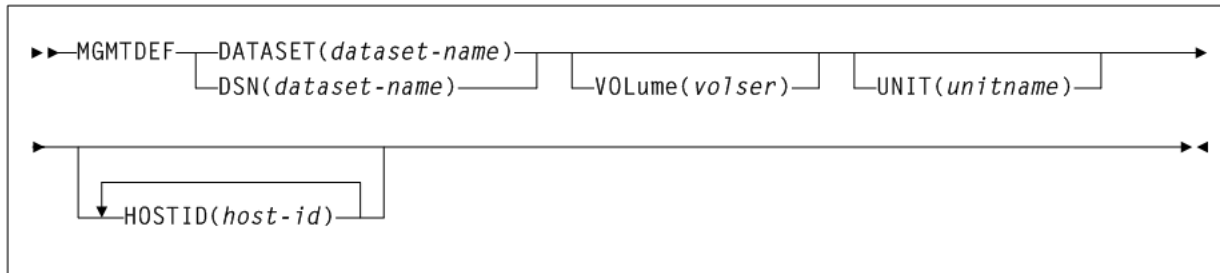 MGMTDEF DATASET(dataset-name)
DSN(dataset-name) VOLume(volser) UNIT(unitname)
HOSTID(host-id)